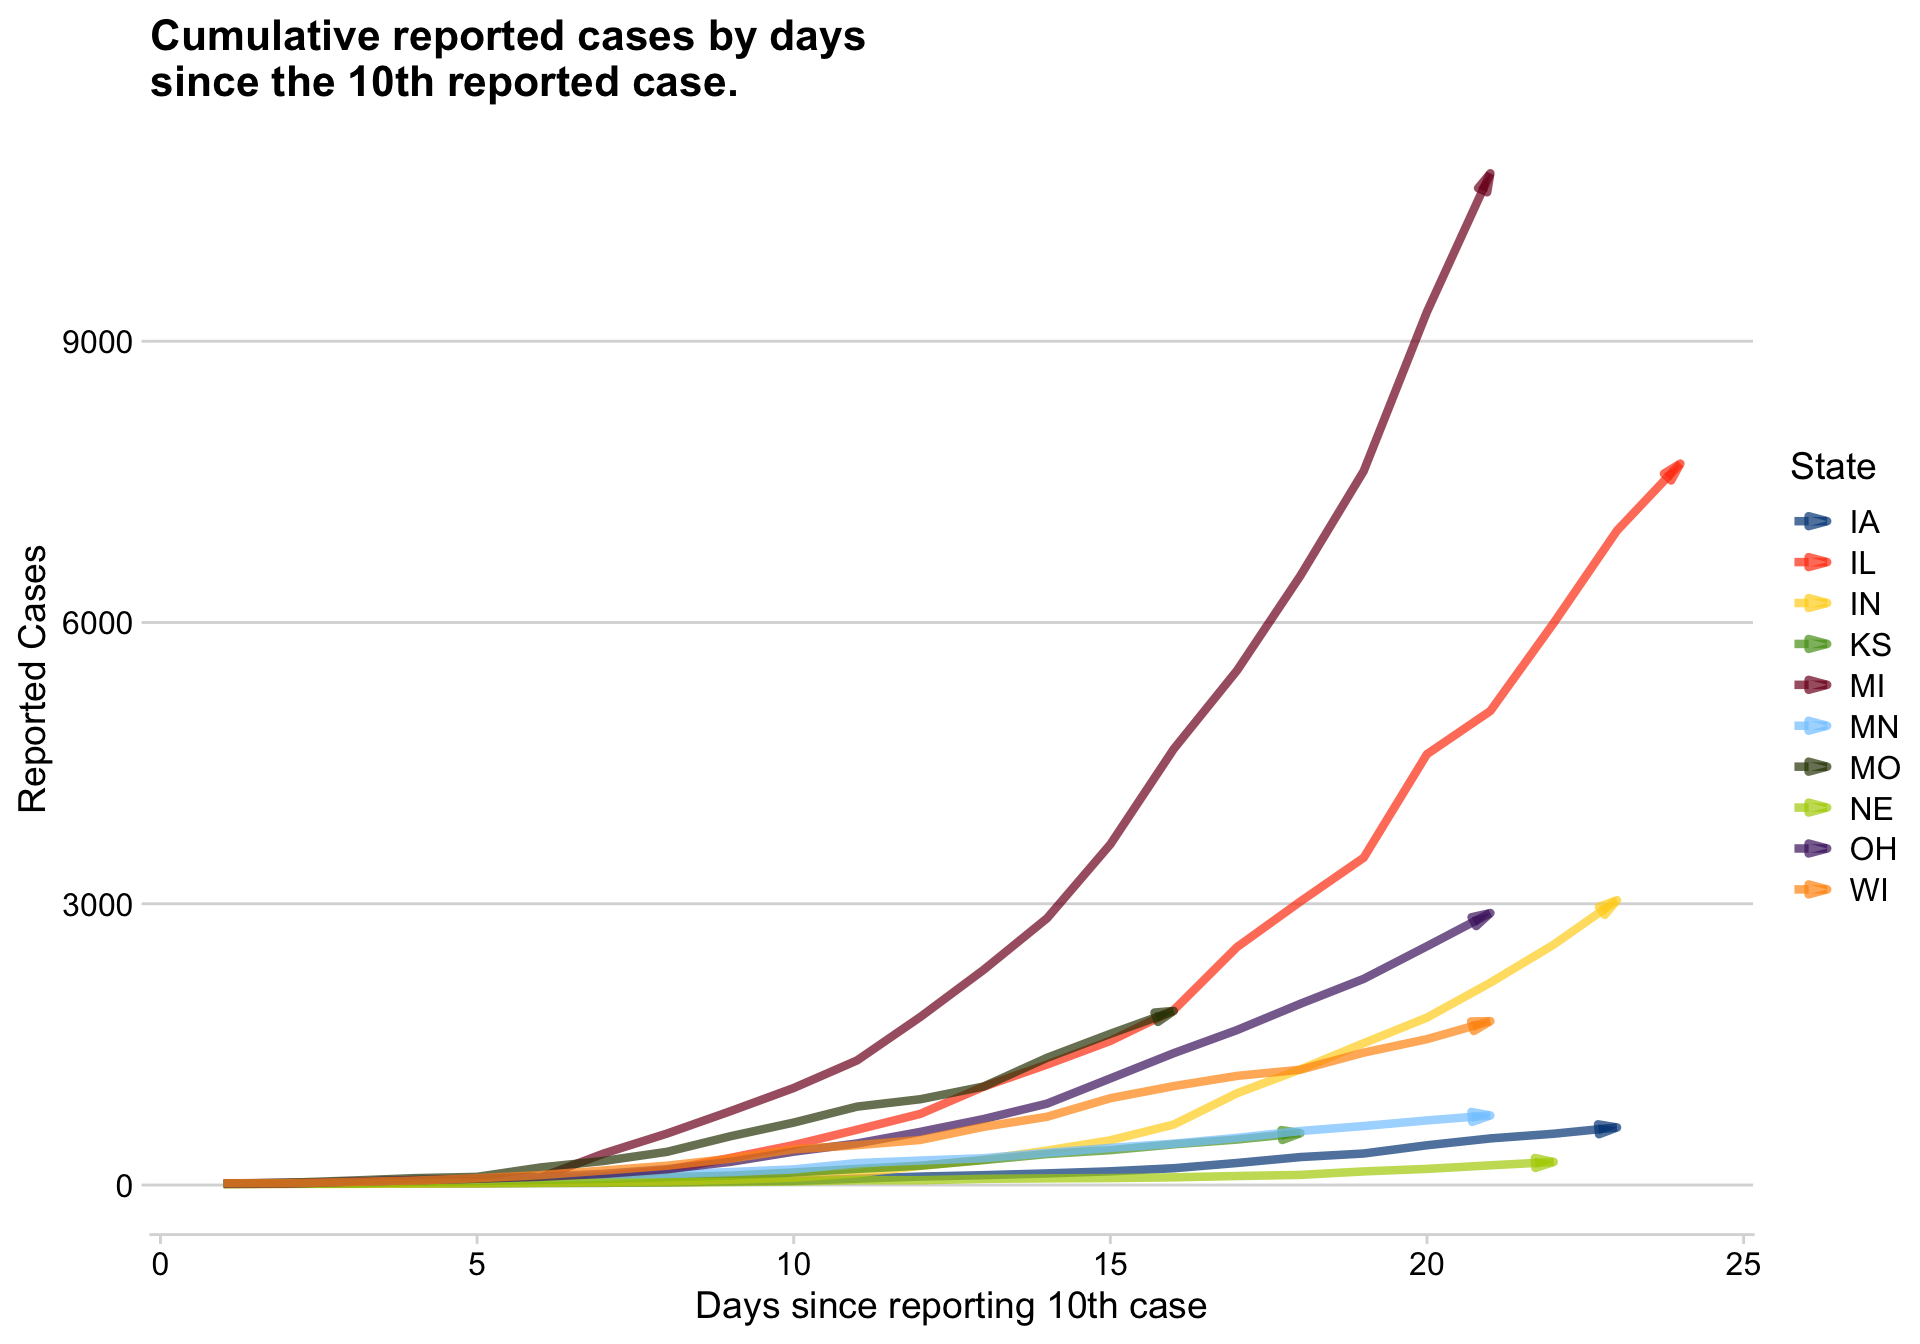 Cumulative reported cases by days
since the 10th reported case.
9000
6000
3000
0
Reported Cases
0 5 10 15 20 25
Days since reporting 10th case
State
IA
IL
IN
KS
MI
MN
MO
NE
OH
WI